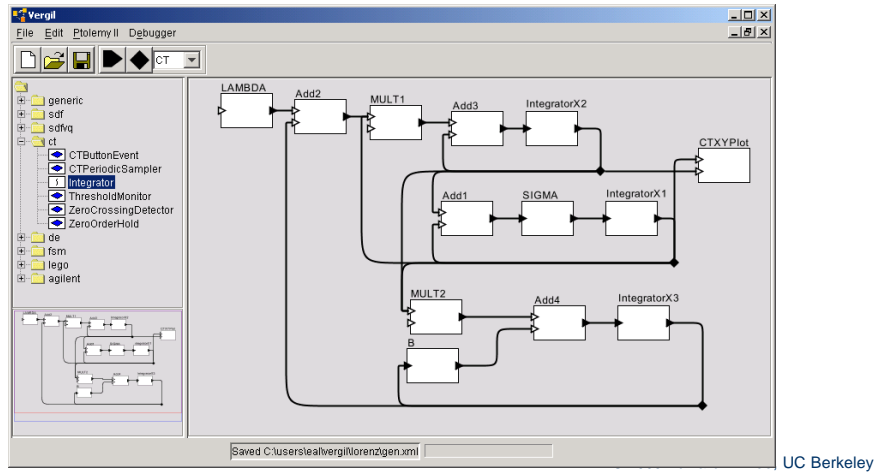 Vergil
File Edit Ptolemy II Debugger
CT
generic
sdf
sdfvq
ct
CTButtonEvent
CTPeriodicSampler
Integrator
ThresholdMonitor
ZeroCrossingDetector
ZeroOrderHold
de
fsm
lego
agilent
LAMBDA
Add2
MULT1
Add3
IntegratorX2
CTXYPlot
Add1
SIGMA
IntegratorX1
MULT2
Add4
IntegratorX3
B
Saved C:\users\eal\vergil\lorenz\gen.xml
UC Berkeley